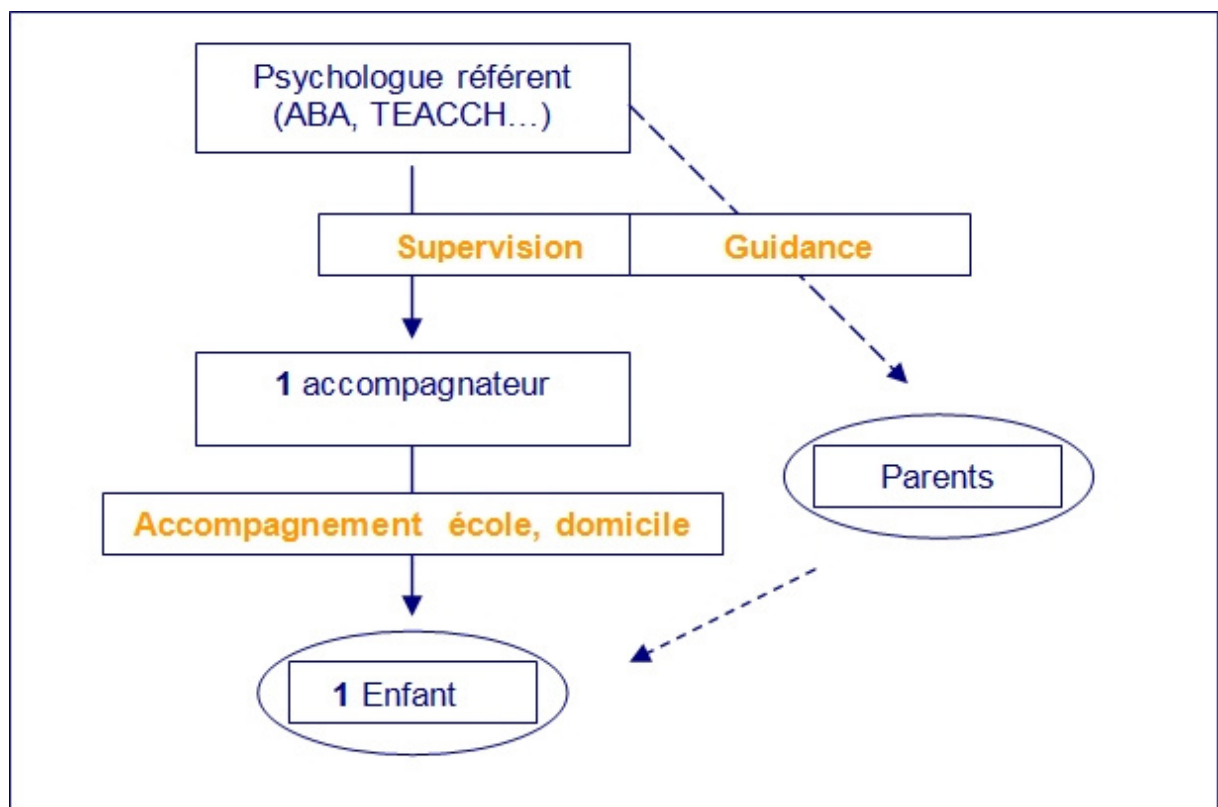 Psychologue référent
(ABA, TEACCH...)
Supervision
Guidance
1 accompagnateur
Parents
Accompagnement école, domicile
1 Enfant